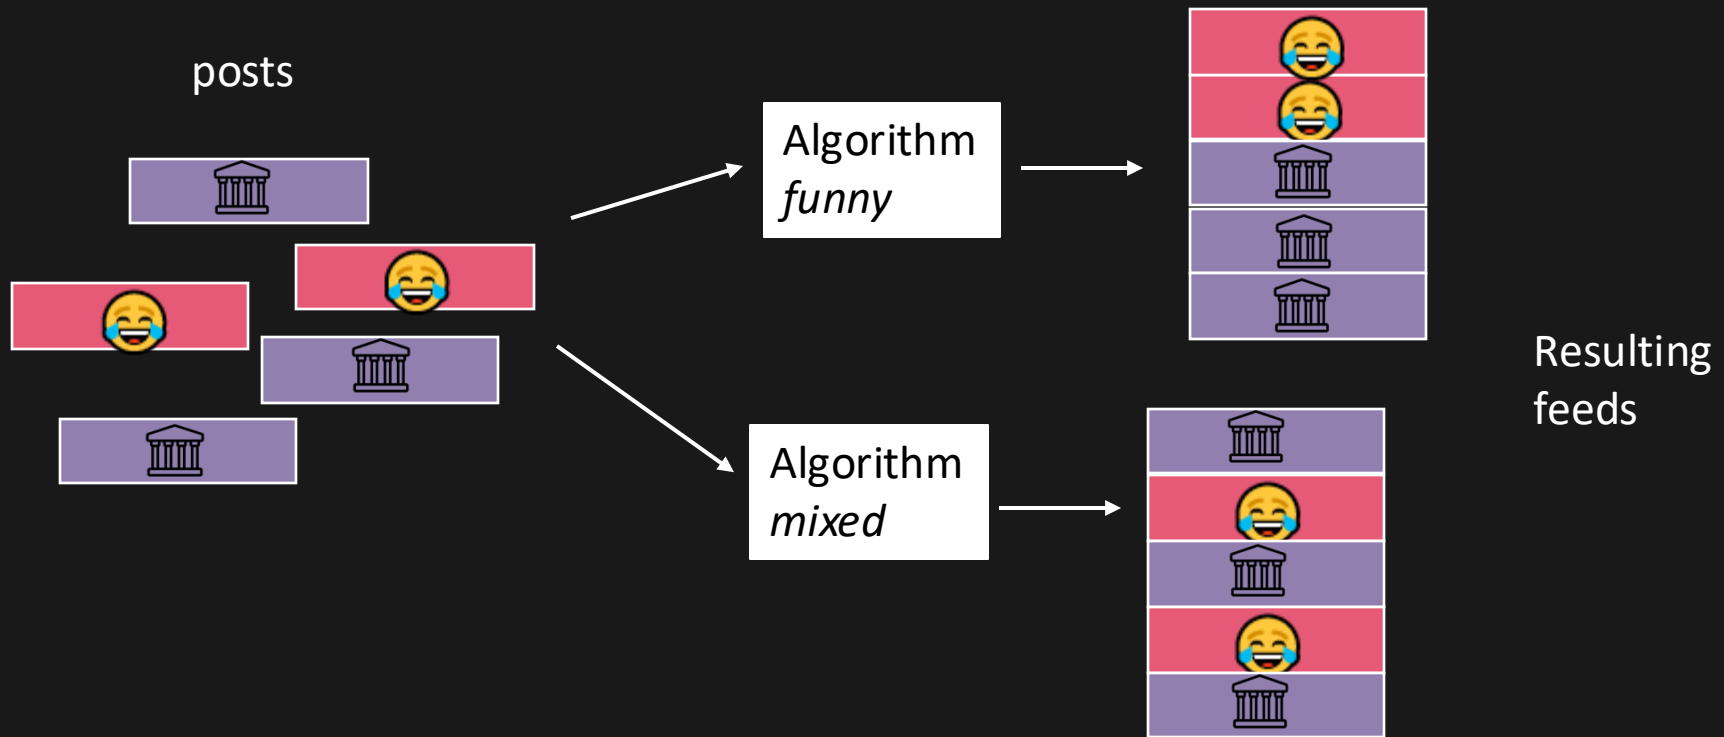 posts
Algorithm
funny
Algorithm
mixed
Resulting
feeds